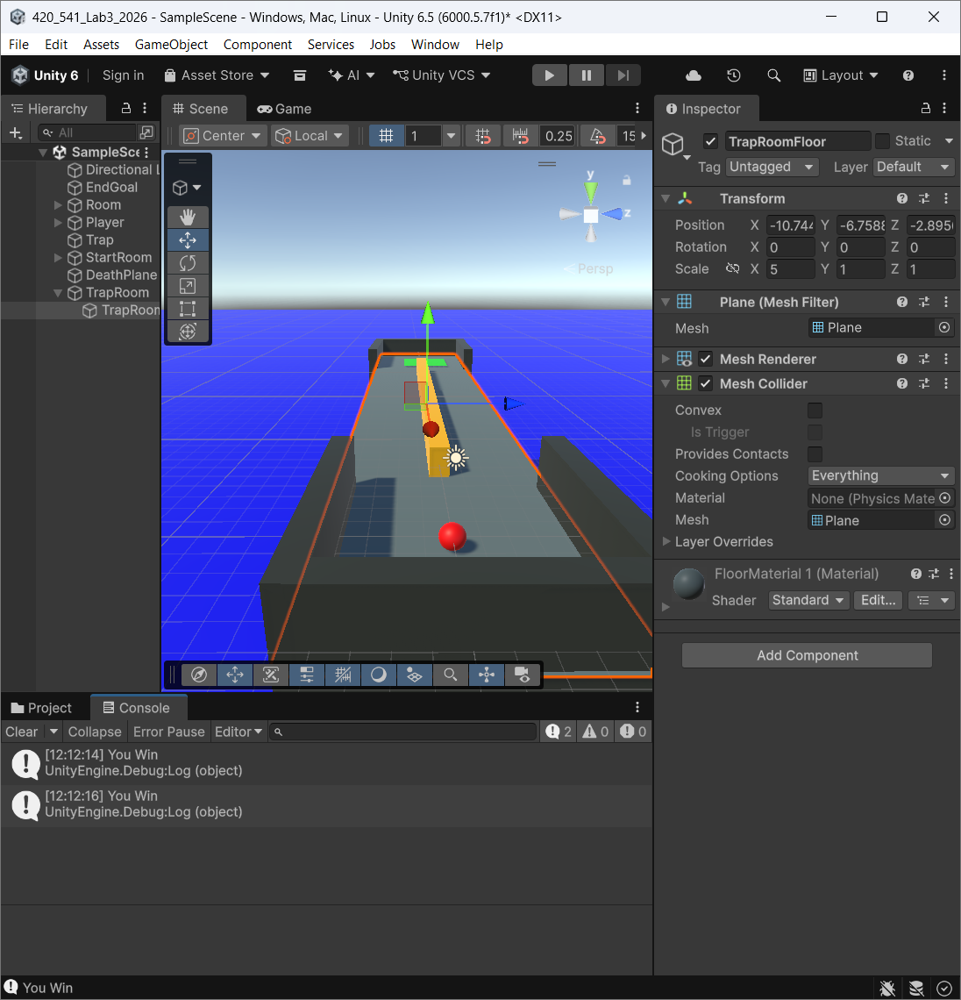 420_541_Lab3_2026 - SampleScene - Windows, Mac, Linux - Unity 6.5 (6000.5.7f1)* <DX11>
File Edit Assets GameObject Component Services Jobs Window Help
Unity 6 Sign in Asset Store AI Unity VCS Layout
Hierarchy
All
SampleSce
Directional L
EndGoal
Room
Player
Trap
StartRoom
DeathPlane
TrapRoom
TrapRoom
Scene Game
Center Local 1 0.25 15
y
z
Persp
Inspector
TrapRoomFloor Static
Tag Untagged Layer Default
Transform
Position X -10.744 Y -6.7588 Z -2.8956
Rotation X 0 Y 0 Z 0
Scale X 5 Y 1 Z 1
Plane (Mesh Filter)
Mesh Plane
Mesh Renderer
Mesh Collider
Convex
Is Trigger
Provides Contacts
Cooking Options Everything
Material None (Physics Mate
Mesh Plane
Layer Overrides
FloorMaterial 1 (Material)
Shader Standard Edit...
Add Component
Project Console
Clear Collapse Error Pause Editor 2 0 0
[12:12:14] You Win
UnityEngine.Debug:Log (object)
[12:12:16] You Win
UnityEngine.Debug:Log (object)
You Win